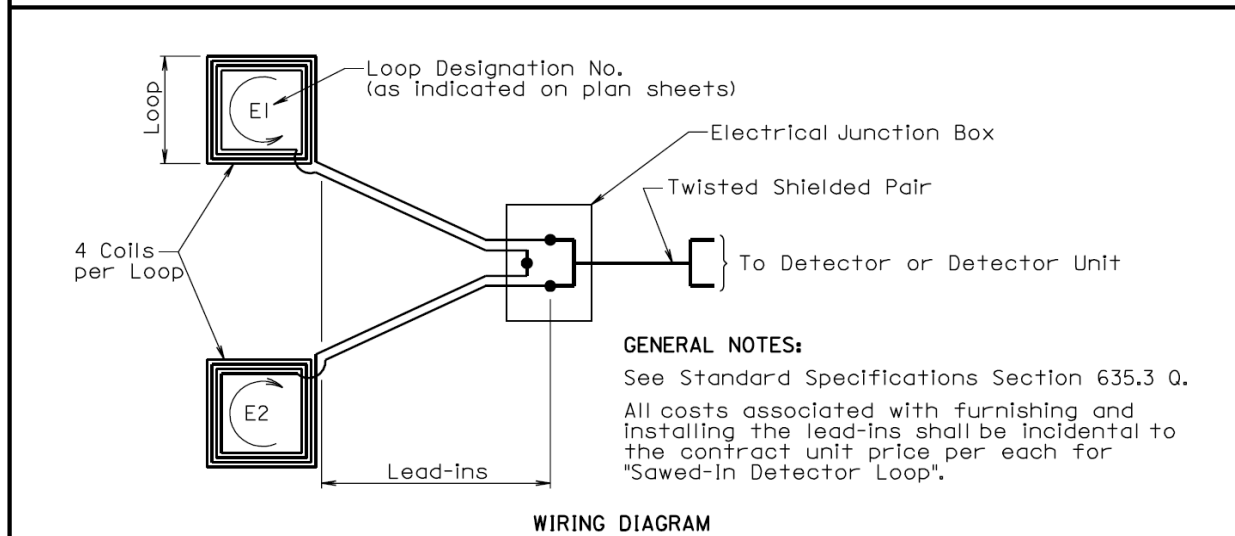 Loop Designation No.
(as indicated on plan sheets)
Loop
E1
Electrical Junction Box
Twisted Shielded Pair
4 Coils
per Loop
To Detector or Detector Unit
E2
Lead-ins
GENERAL NOTES:
See Standard Specifications Section 635.3 Q.
All costs associated with furnishing and
installing the lead-ins shall be incidental to
the contract unit price per each for
"Sawed-In Detector Loop".
WIRING DIAGRAM